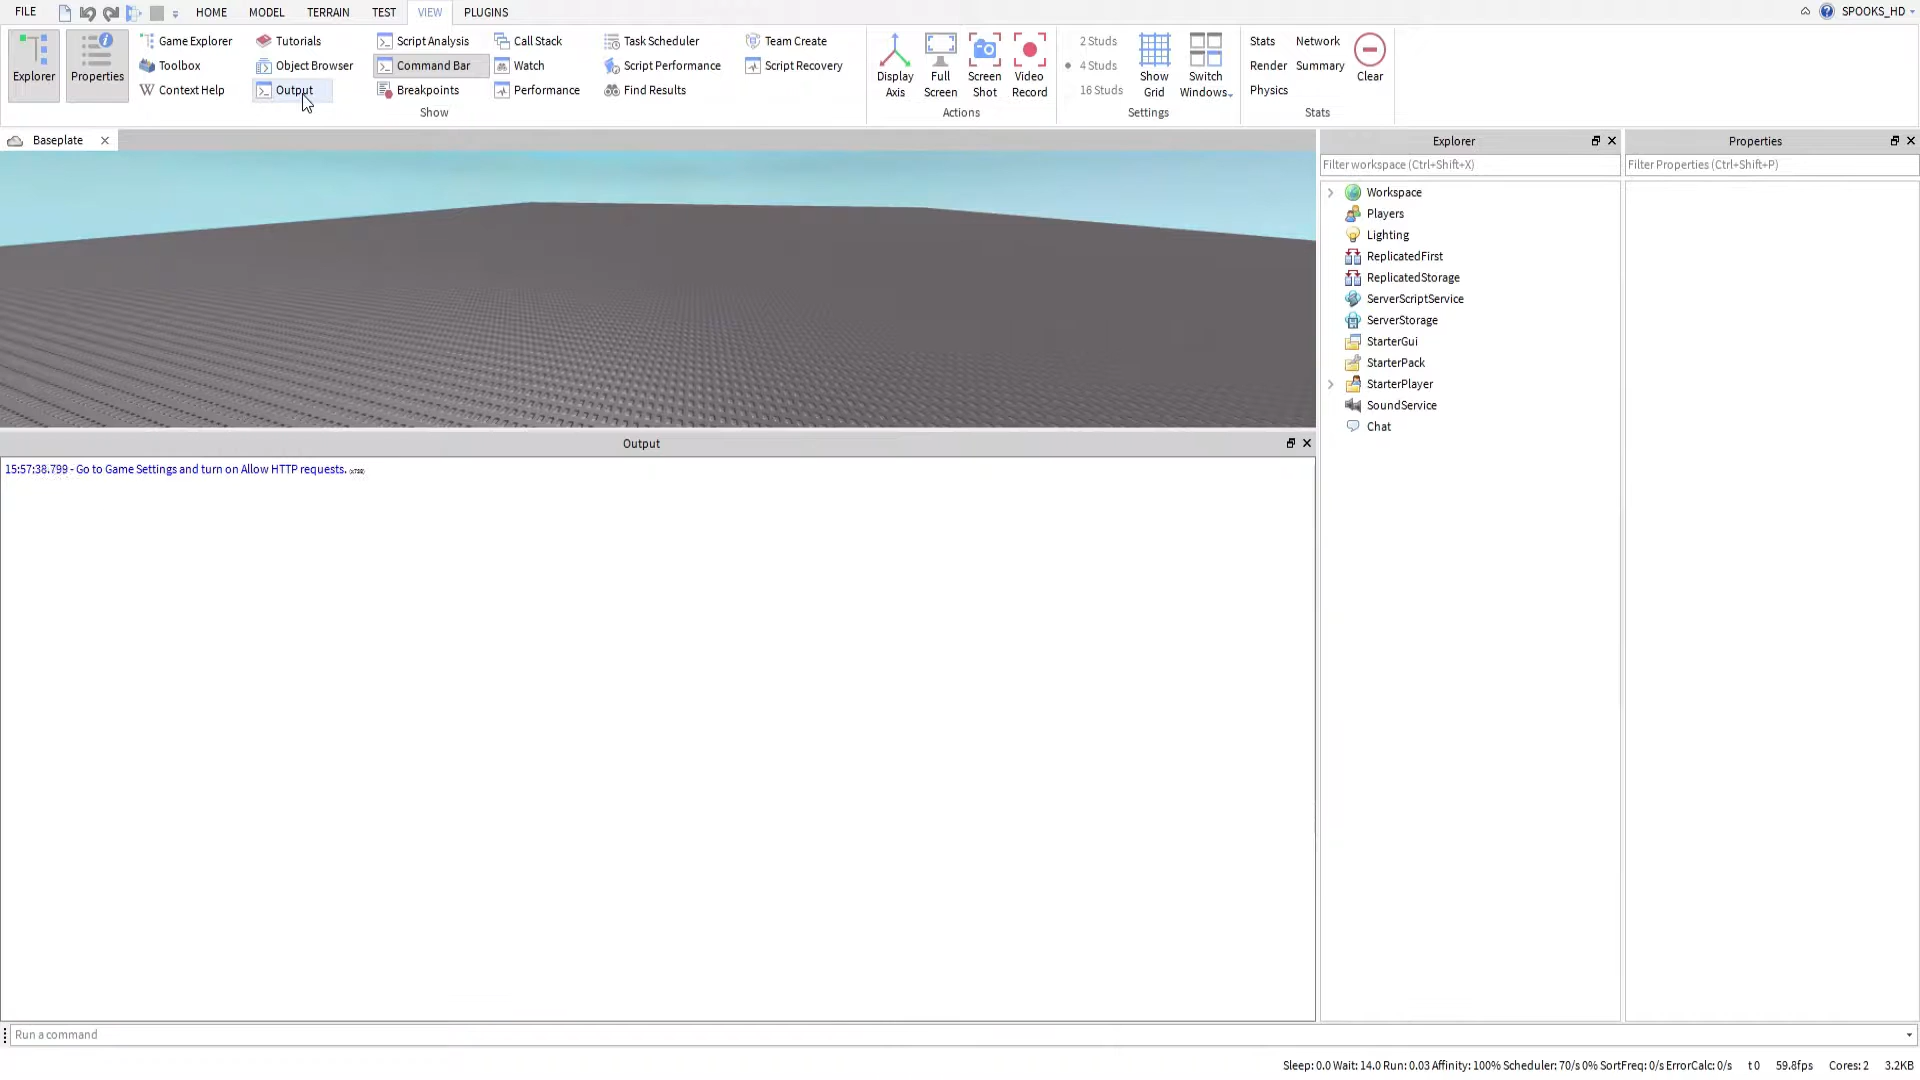 FILE HOME MODEL TERRAIN TEST VIEW PLUGINS SPOOKS_HD
Explorer
Properties
Game Explorer
Toolbox
Context Help
Tutorials
Object Browser
Output
Script Analysis
Command Bar
Breakpoints
Call Stack
Watch
Performance
Task Scheduler
Script Performance
Find Results
Team Create
Script Recovery
Show
Display
Axis
Full
Screen
Screen
Shot
Video
Record
Actions
2 Studs
4 Studs
16 Studs
Show
Grid
Switch
Windows
Settings
Stats
Network
Render
Summary
Physics
Clear
Stats
Baseplate
Explorer
Filter workspace (Ctrl+Shift+X)
Workspace
Players
Lighting
ReplicatedFirst
ReplicatedStorage
ServerScriptService
ServerStorage
StarterGui
StarterPack
StarterPlayer
SoundService
Chat
Properties
Filter Properties (Ctrl+Shift+P)
Output
15:57:38.799 - Go to Game Settings and turn on Allow HTTP requests.
Run a command
Sleep: 0.0 Wait: 14.0 Run: 0.03 Affinity: 100% Scheduler: 70/s 0% SortFreq: 0/s ErrorCalc: 0/s t 0 59.8fps Cores: 2 3.2KB